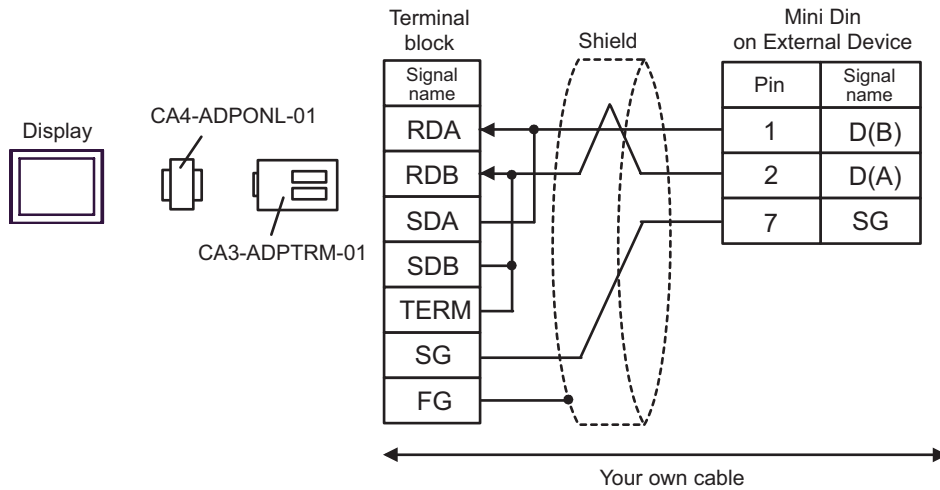 Display
CA4-ADPONL-01
CA3-ADPTRM-01
Terminal
block
Signal
name
RDA
RDB
SDA
SDB
TERM
SG
FG
Shield
Mini Din
on External Device
Pin Signal
name
1 D(B)
2 D(A)
7 SG
Your own cable